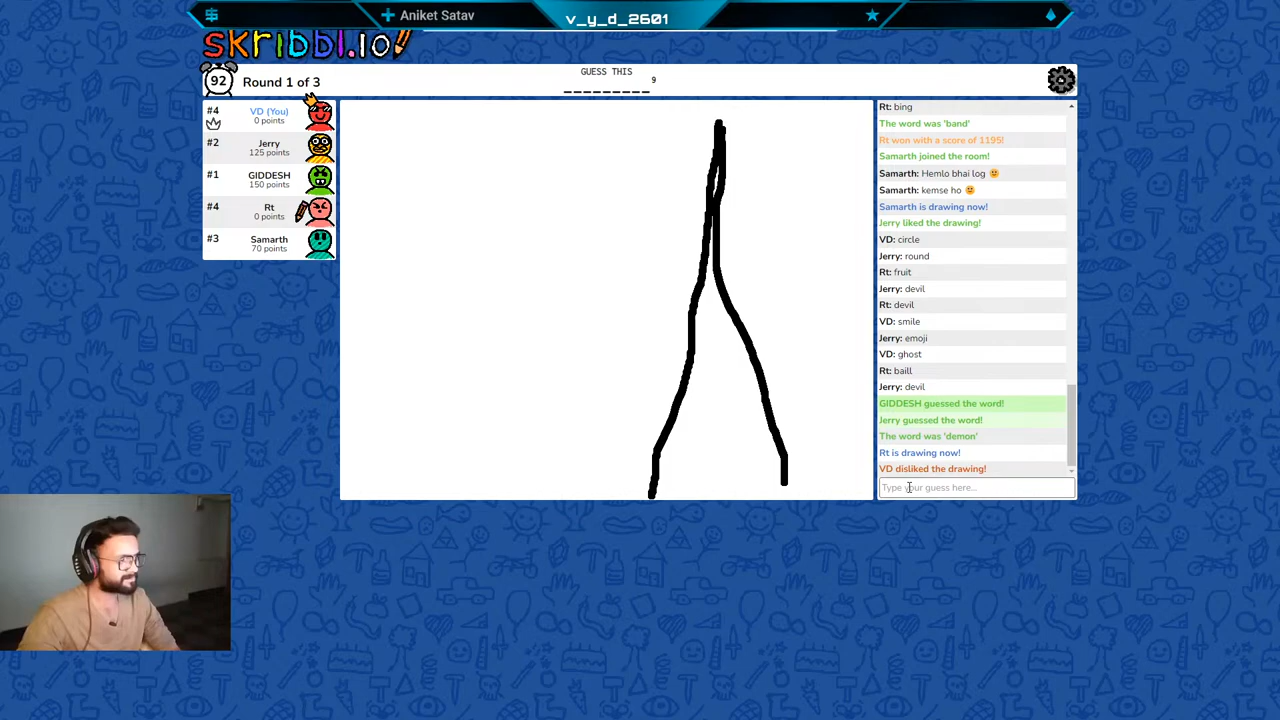 Aniket Satav
v_y_d_2601
skribbl.io
92
Round 1 of 3
GUESS THIS
_________ 9
#4 VD (You)
0 points
#2 Jerry
125 points
#1 GIDDESH
150 points
#4 Rt
0 points
#3 Samarth
70 points
Rt: bing
The word was 'band'
Rt won with a score of 1195!
Samarth joined the room!
Samarth: Hemlo bhai log
Samarth: kemse ho
Samarth is drawing now!
Jerry liked the drawing!
VD: circle
Jerry: round
Rt: fruit
Jerry: devil
Rt: devil
VD: smile
Jerry: emoji
VD: ghost
Rt: baill
Jerry: devil
GIDDESH guessed the word!
Jerry guessed the word!
The word was 'demon'
Rt is drawing now!
VD disliked the drawing!
Type your guess here...